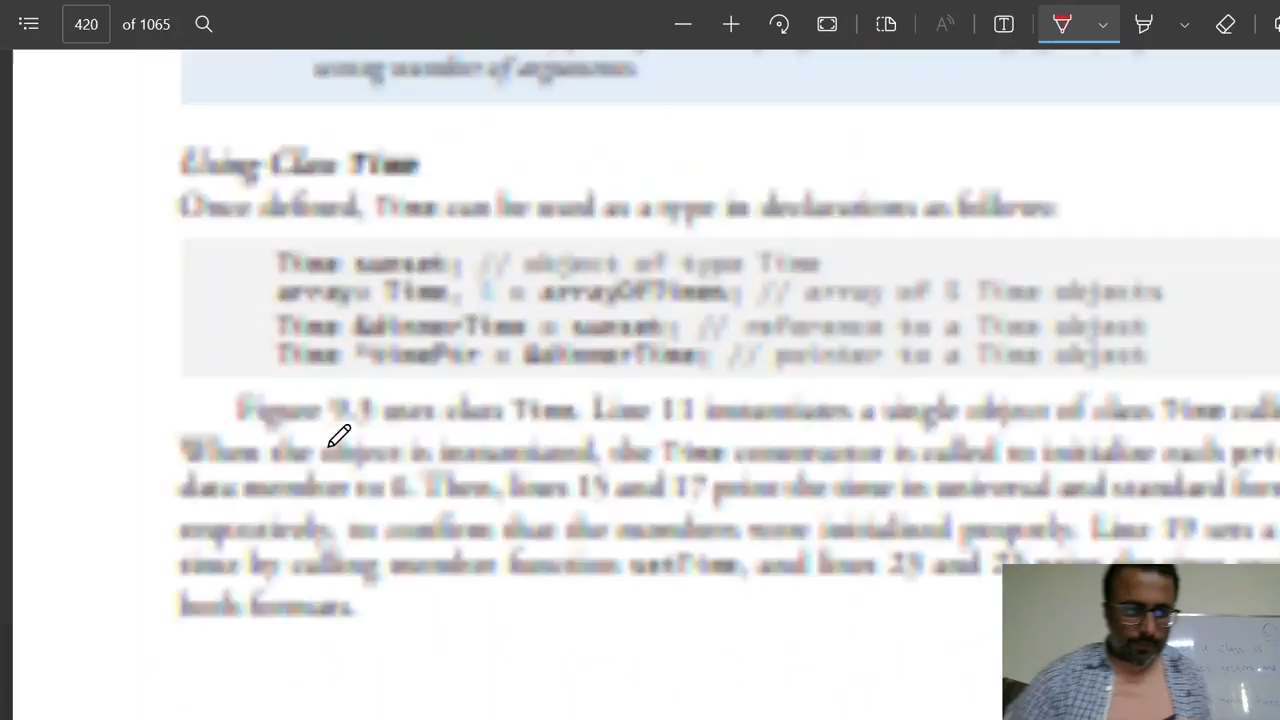 420 of 1065
wrong number of arguments.
Using Class Time
Once defined, Time can be used as a type in declarations as follows:
Time sunset; // object of type Time
array< Time, 5 > arrayOfTimes; // array of 5 Time objects
Time &dinnerTime = sunset; // reference to a Time object
Time *timePtr = &dinnerTime; // pointer to a Time object
Figure 9.3 uses class Time. Line 11 instantiates a single object of class Time
When the object is instantiated, the Time constructor is called to initialize each
data member to 0. Then, lines 15 and 17 print the time in universal and standard
respectively, to confirm that the members were initialized properly. Line 19 sets a
time by calling member function setTime, and lines 23 and
both formats.